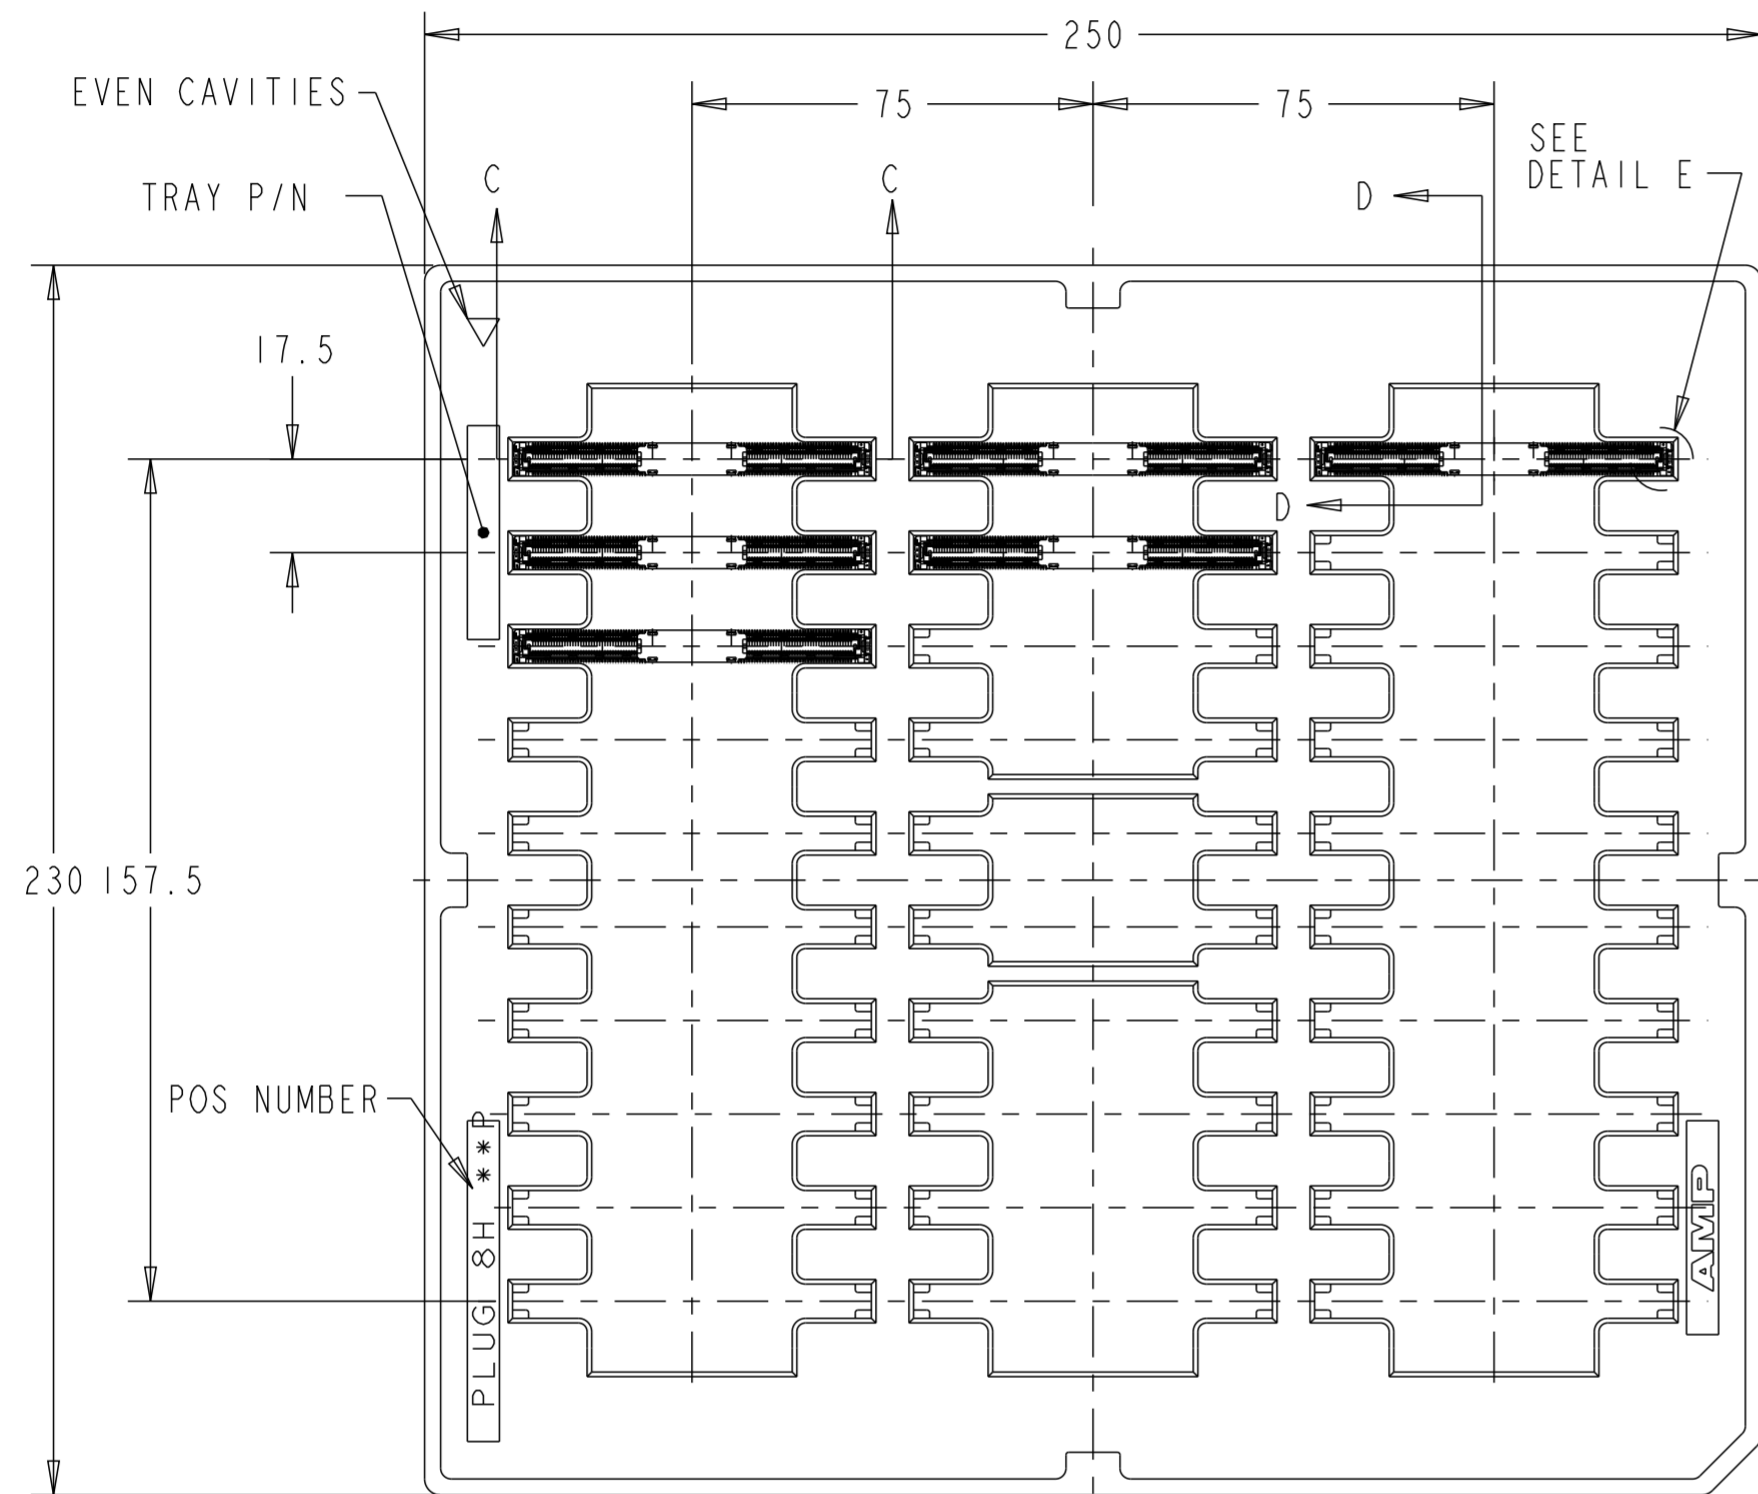 250
EVEN CAVITIES
75
75
SEE
DETAIL E
C
C
D
TRAY P/N
17.5
D
230
157.5
POS NUMBER
PLUG 8H **P
AMP